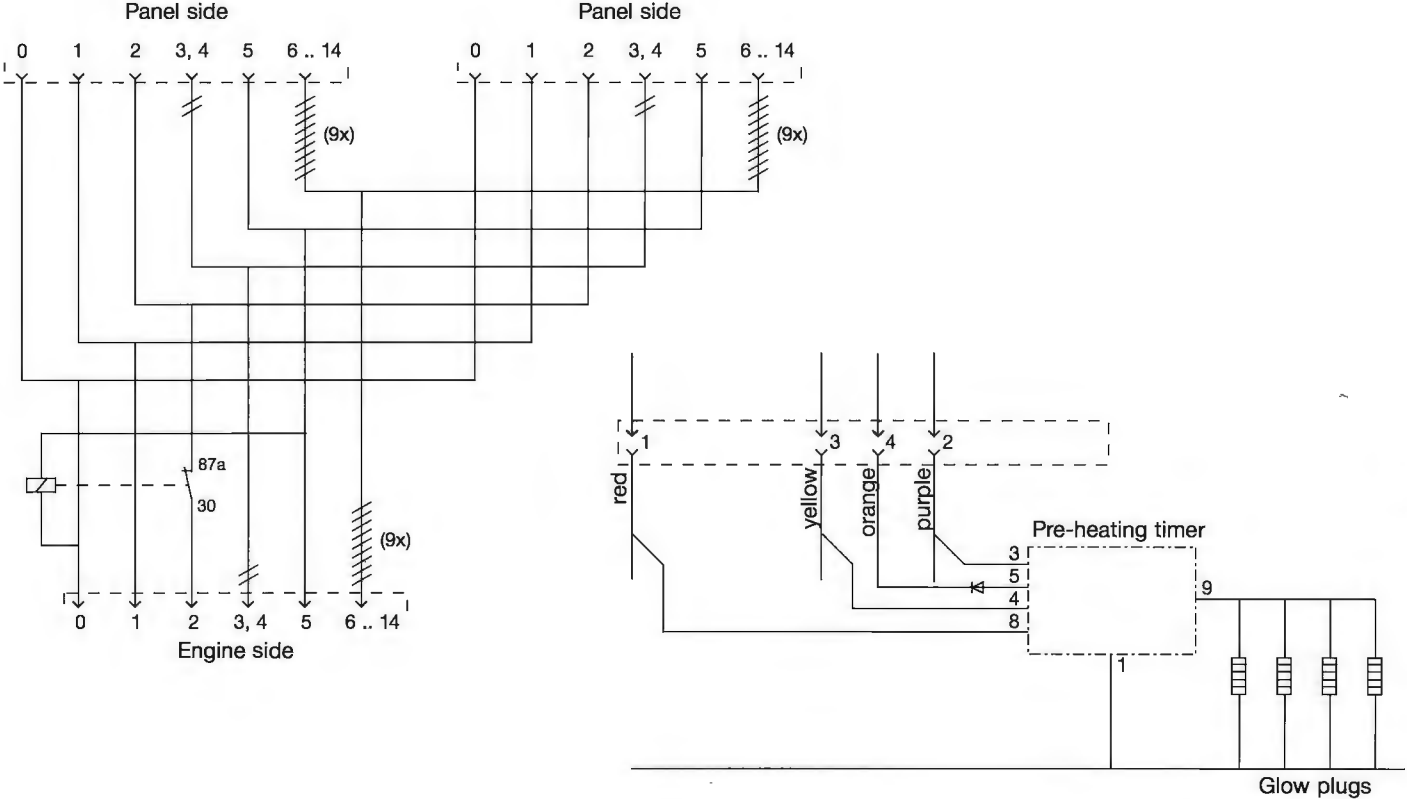 Panel side
Panel side
0 1 2 3, 4 5 6 .. 14
0 1 2 3, 4 5 6 .. 14
(9x)
(9x)
1 3 4 2
87a
red
yellow
orange
purple
30
Pre-heating timer
(9x)
3
5
4
8
9
0 1 2 3, 4 5 6 .. 14
Engine side
1
Glow plugs